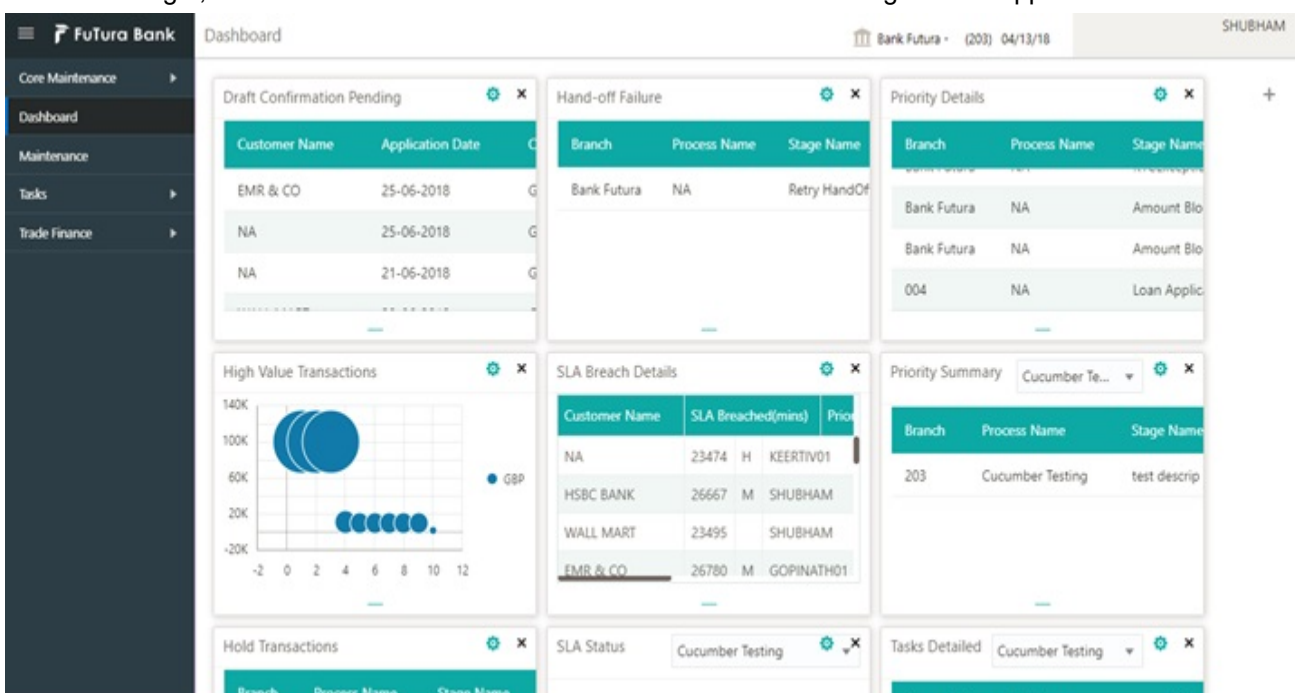 FuTura Bank
Dashboard
Bank Futura - (203) 04/13/18
SHUBHAM
Core Maintenance
Dashboard
Maintenance
Tasks
Trade Finance
Draft Confirmation Pending
Customer Name Application Date
EMR & CO 25-06-2018 G
NA 25-06-2018 G
NA 21-06-2018 G
Hand-off Failure
Branch Process Name Stage Name
Bank Futura NA Retry HandOf
Priority Details
Branch Process Name Stage Name
Bank Futura NA Amount Blo
Bank Futura NA Amount Blo
004 NA Loan Applic
High Value Transactions
140K
100K
60K
20K
-20K
-2 0 2 4 6 8 10 12
GBP
SLA Breach Details
Customer Name SLA Breached(mins) Prior
NA 23474 H KEERTIV01
HSBC BANK 26667 M SHUBHAM
WALL MART 23495 SHUBHAM
EMR & CO 26780 M GOPINATH01
Priority Summary Cucumber Te...
Branch Process Name Stage Name
203 Cucumber Testing test descrip
Hold Transactions
Branch Process Name Stage Name
SLA Status Cucumber Testing
Tasks Detailed Cucumber Testing